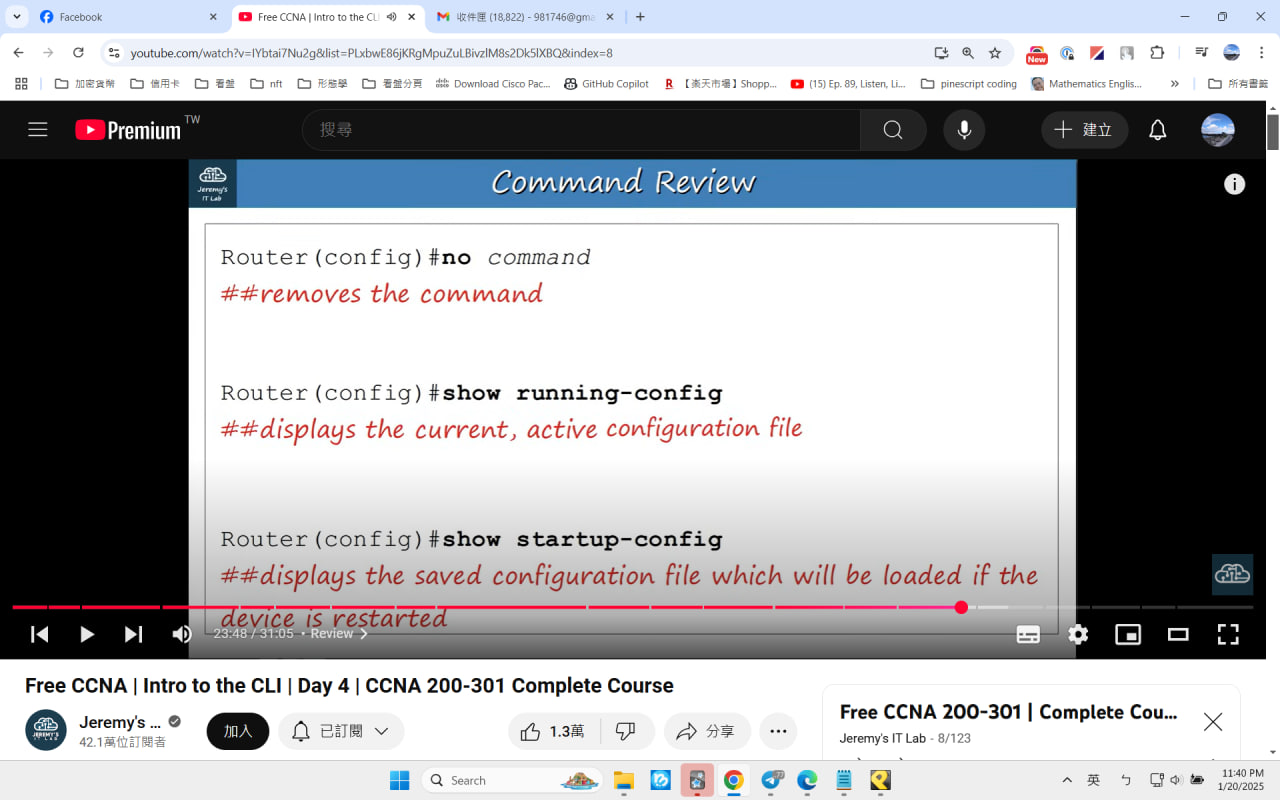 Facebook
Free CCNA | Intro to the CLI
收件匣 (18,822) - 981746@gma
youtube.com/watch?v=IYbtai7Nu2g&list=PLxbwE86jKRgMpuZuLBivzlM8s2Dk5lXBQ&index=8
New
加密貨幣
信用卡
看盤
nft
形態學
看盤分頁
Download Cisco Pac...
GitHub Copilot
R
【楽天市場】Shopp...
(15) Ep. 89, Listen, Li...
pinescript coding
Mathematics Englis...
所有書籤
Premium TW
搜尋
建立
Jeremy's
IT Lab
Command Review
Router(config)#no command
##removes the command
Router(config)#show running-config
##displays the current, active configuration file
Router(config)#show startup-config
##displays the saved configuration file which will be loaded if the
device is restarted
23:48 / 31:05 • Review
Free CCNA | Intro to the CLI | Day 4 | CCNA 200-301 Complete Course
JEREMY'S
IT LAB
Jeremy's ...
42.1萬位訂閱者
加入
已訂閱
1.3萬
分享
Free CCNA 200-301 | Complete Cou...
Jeremy's IT Lab - 8/123
Search
77
英
ㄅ
11:40 PM
1/20/2025